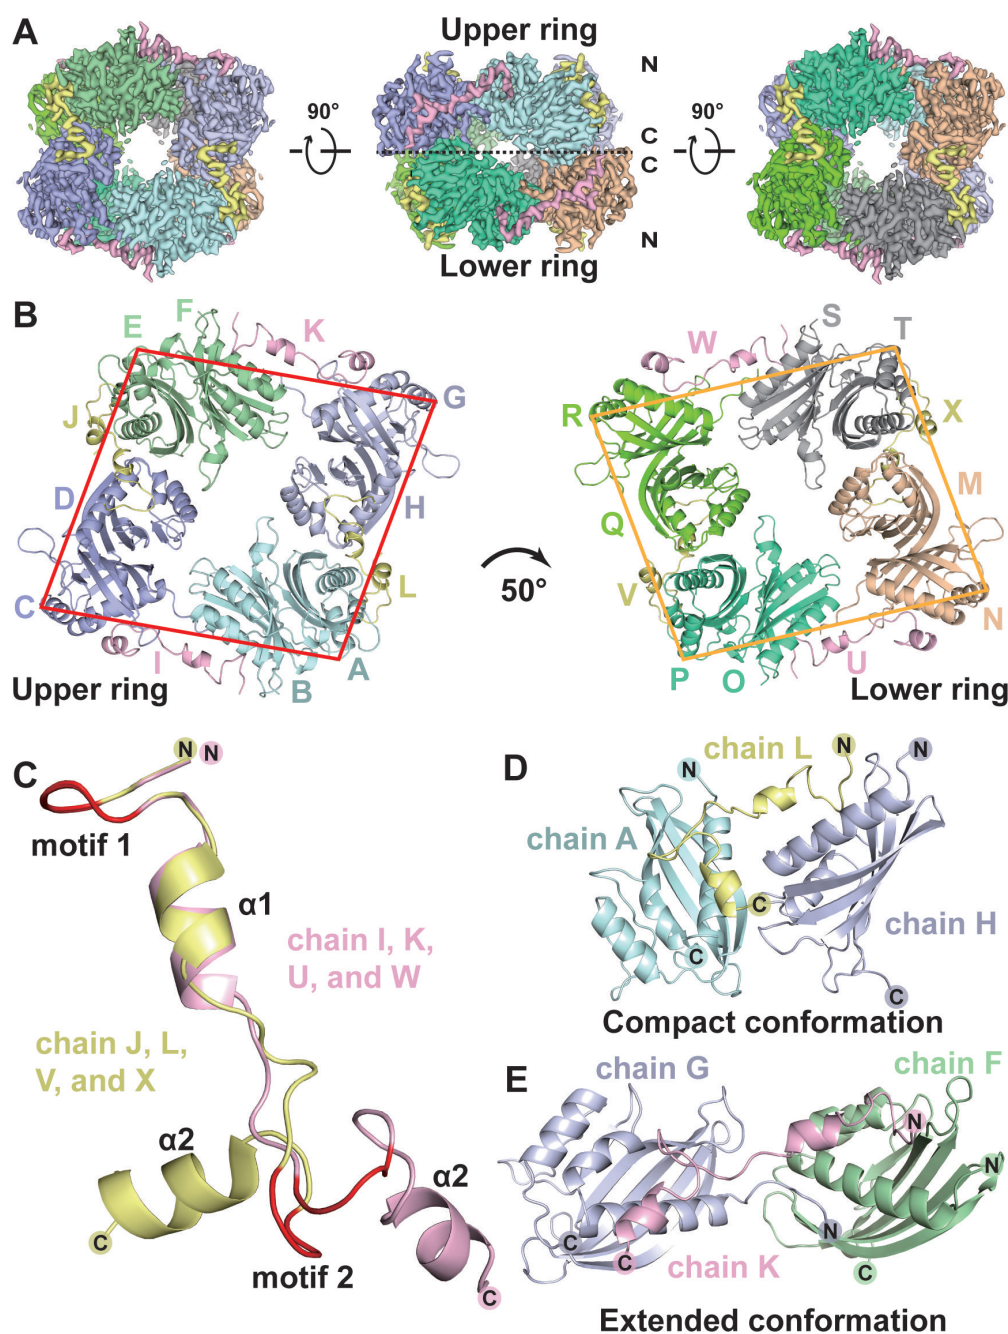 A
Upper ring
N
90°
90°
C
C
N
Lower ring
B
E
F
K
G
J
D
H
C
L
I
A
B
Upper ring
50°
W
S
T
R
X
M
Q
V
N
U
P
O
Lower ring
C
N N
motif 1
α1
chain I, K,
U, and W
chain J, L,
V, and X
α2
α2
C
motif 2
C
D
chain L
N
N
N
chain A
C
chain H
C
C
Compact conformation
E
chain G
chain F
N
N
N
C
C
C
chain K
Extended conformation